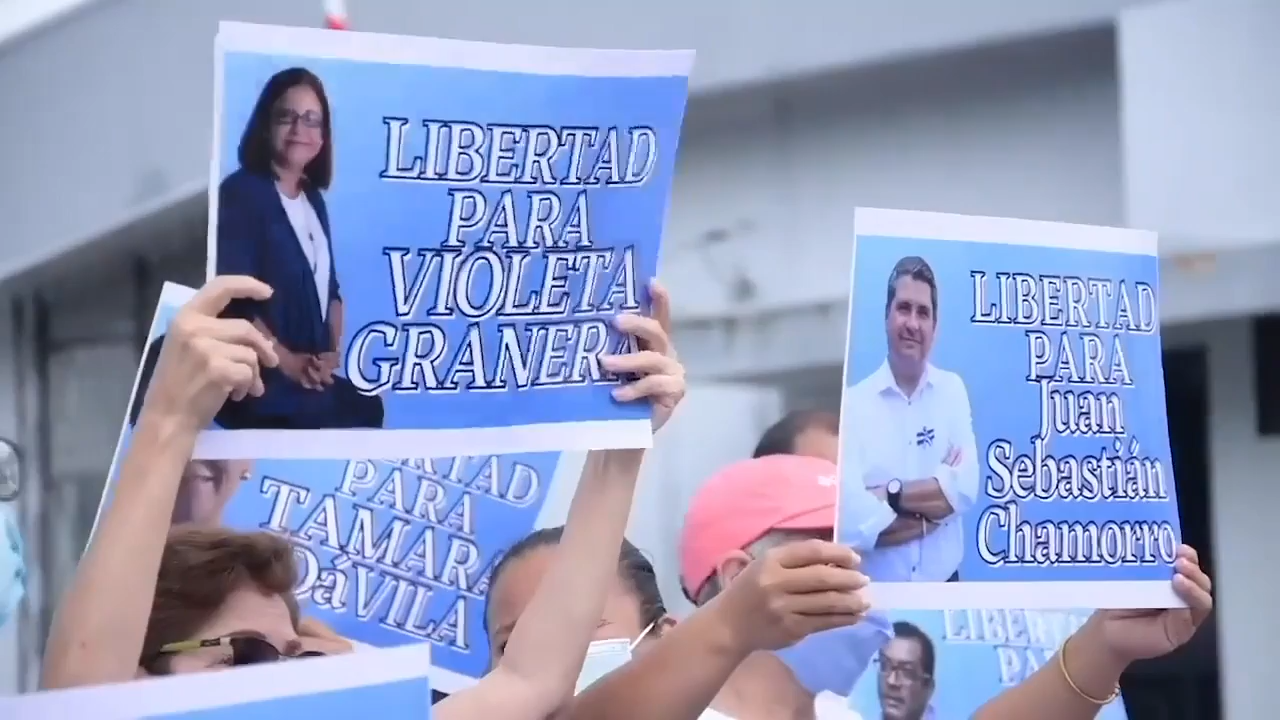 LIBERTAD
PARA
VIOLETA
GRANERA
LIBERTAD
PARA
Juan
Sebastián
Chamorro
PARA
TAMARA
DáVILA
LIBERTAD